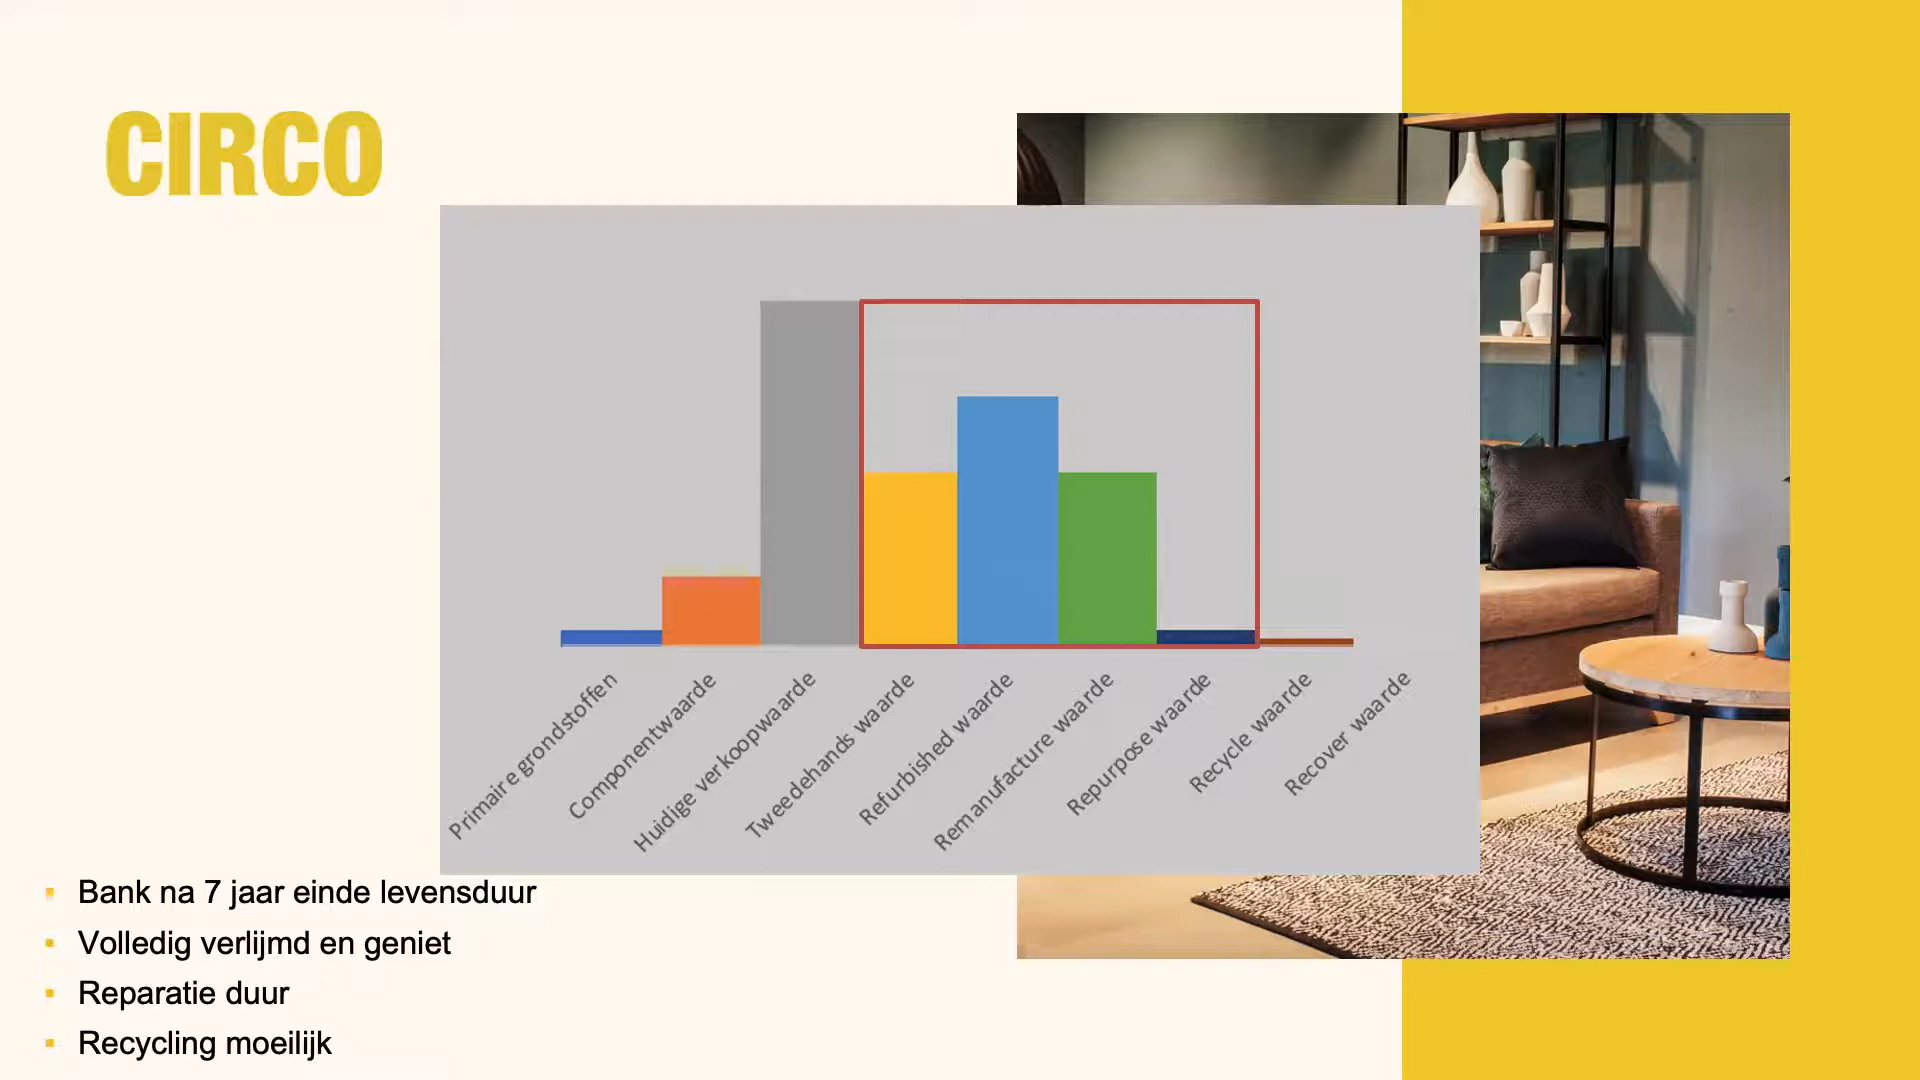 CIRCO
Primaire grondstoffen
Componentwaarde
Huidige verkoopwaarde
Tweedehands waarde
Refurbished waarde
Remanufacture waarde
Repurpose waarde
Recycle waarde
Recover waarde
Bank na 7 jaar einde levensduur
Volledig verlijmd en geniet
Reparatie duur
Recycling moeilijk